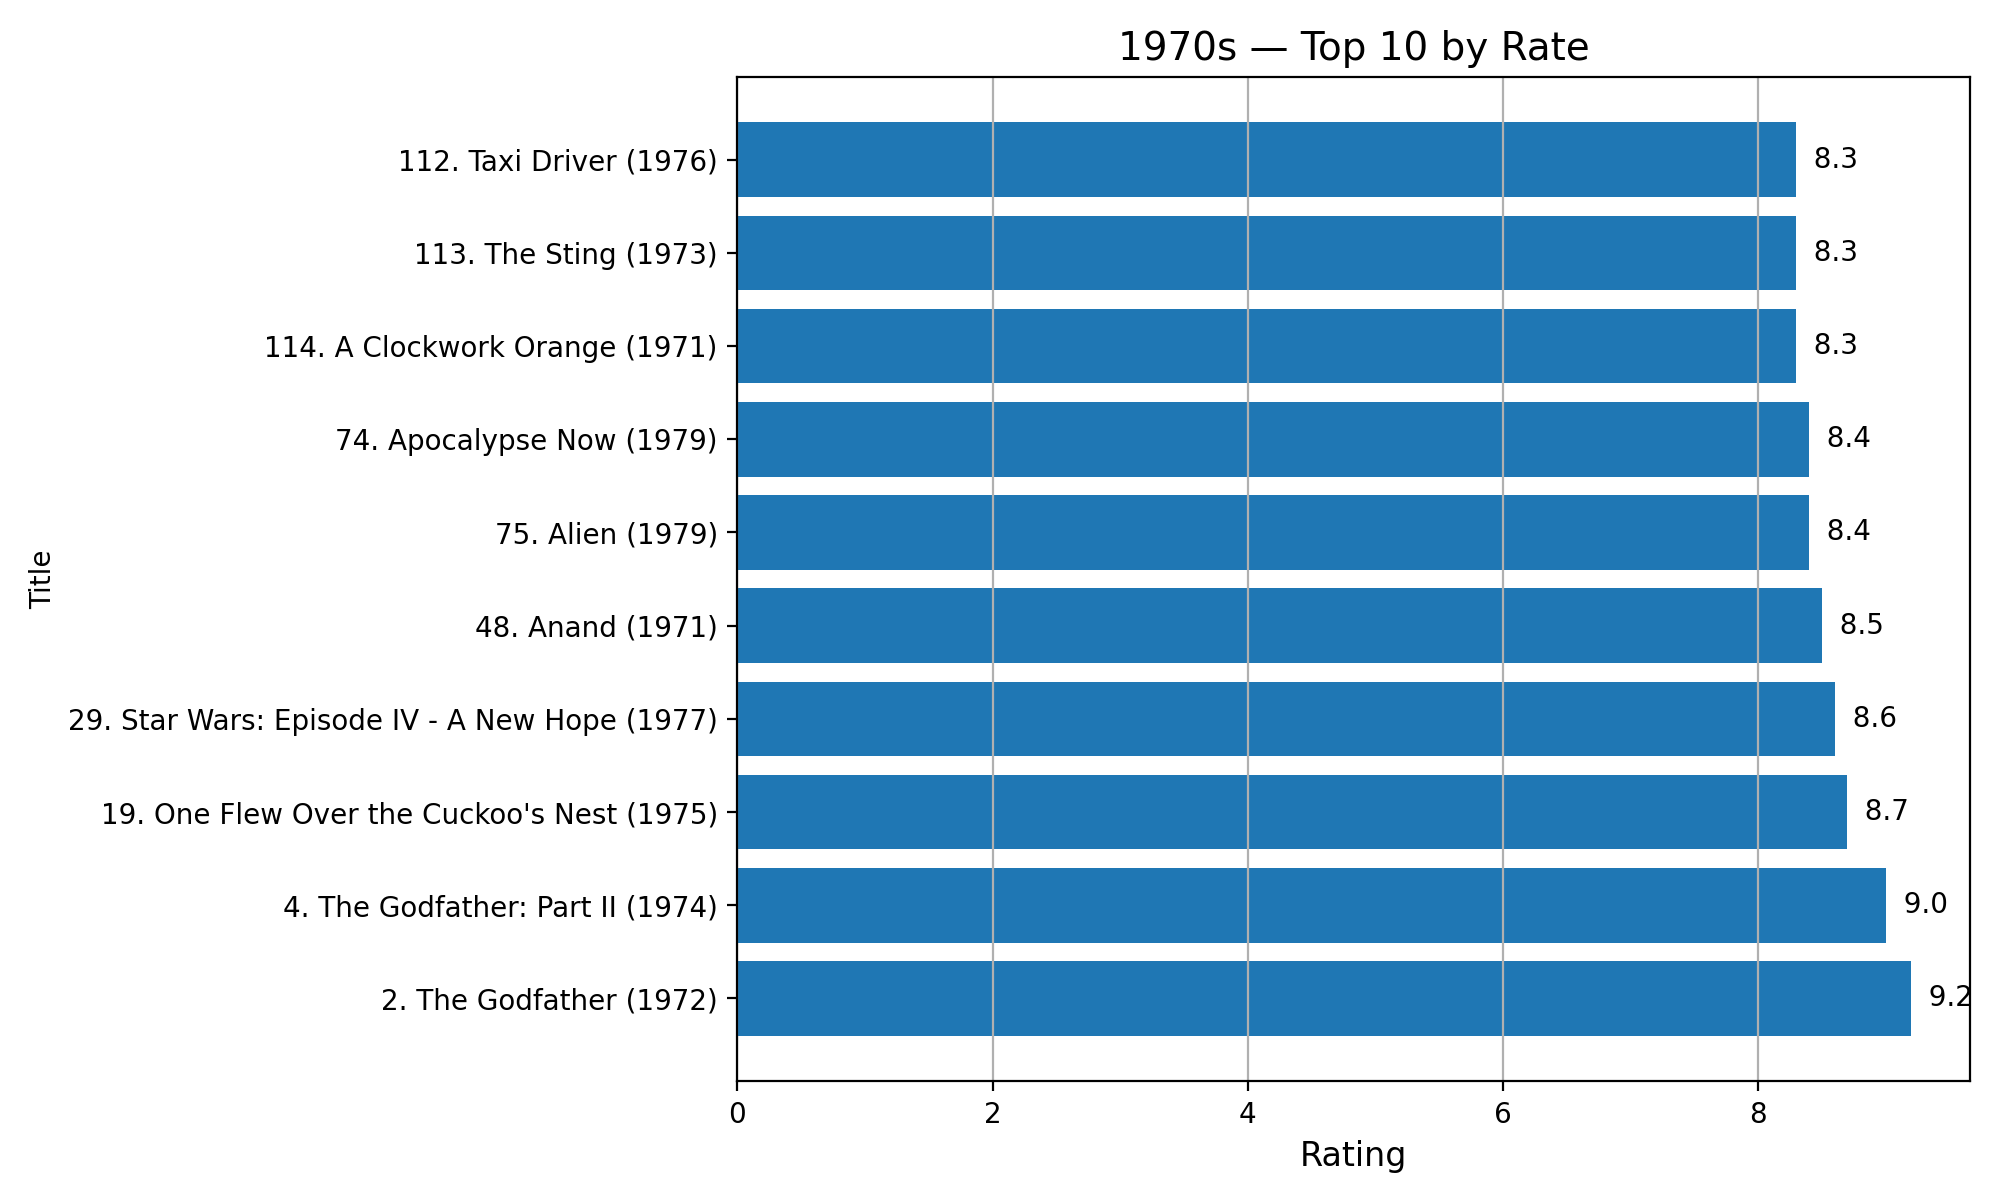 1970s — Top 10 by Rate
112. Taxi Driver (1976) 8.3
113. The Sting (1973) 8.3
114. A Clockwork Orange (1971) 8.3
74. Apocalypse Now (1979) 8.4
75. Alien (1979) 8.4
48. Anand (1971) 8.5
29. Star Wars: Episode IV - A New Hope (1977) 8.6
19. One Flew Over the Cuckoo's Nest (1975) 8.7
4. The Godfather: Part II (1974) 9.0
2. The Godfather (1972) 9.2
Title
0 2 4 6 8
Rating